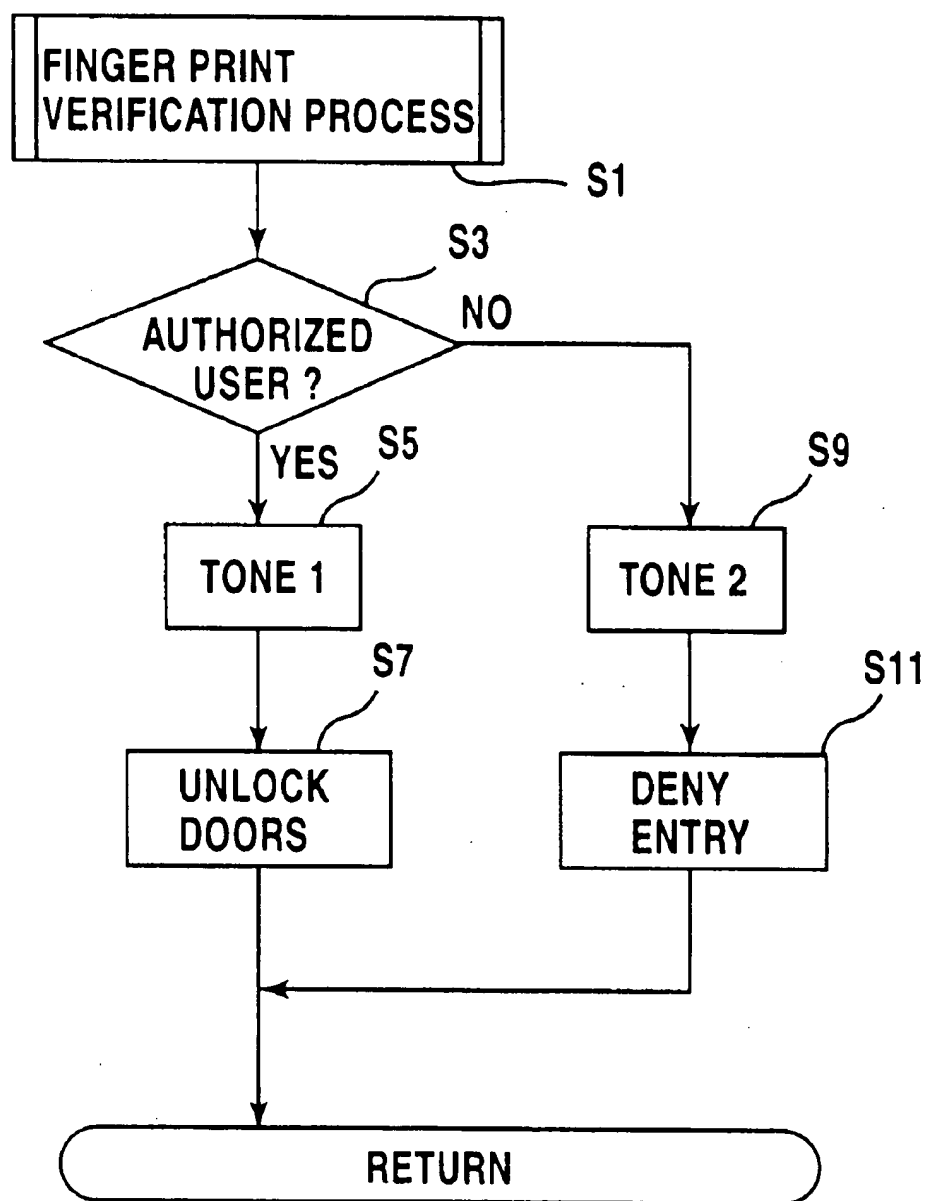 FINGER PRINT
VERIFICATION PROCESS
S1
S3
AUTHORIZED
USER ?
NO
YES
S5
S9
TONE 1
TONE 2
S7
S11
UNLOCK
DOORS
DENY
ENTRY
RETURN